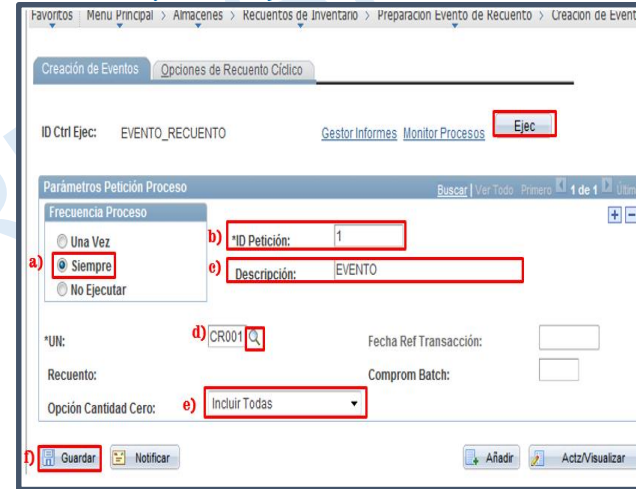 Favoritos Menú Principal > Almacenes > Recuentos de Inventario > Preparación Evento de Recuento > Creación de Event
Creación de Eventos Opciones de Recuento Cíclico
ID Ctrl Ejec: EVENTO_RECUENTO Gestor Informes Monitor Procesos Ejec
Parámetros Petición Proceso Buscar | Ver Todo Primero 1 de 1 Últim
Frecuencia Proceso
Una Vez b) *ID Petición: 1
a) Siempre c) Descripción: EVENTO
No Ejecutar
*UN: d) CR001 Fecha Ref Transacción:
Recuento: Comprom Batch:
Opción Cantidad Cero: e) Incluir Todas
f) Guardar Notificar Añadir Actz/Visualizar